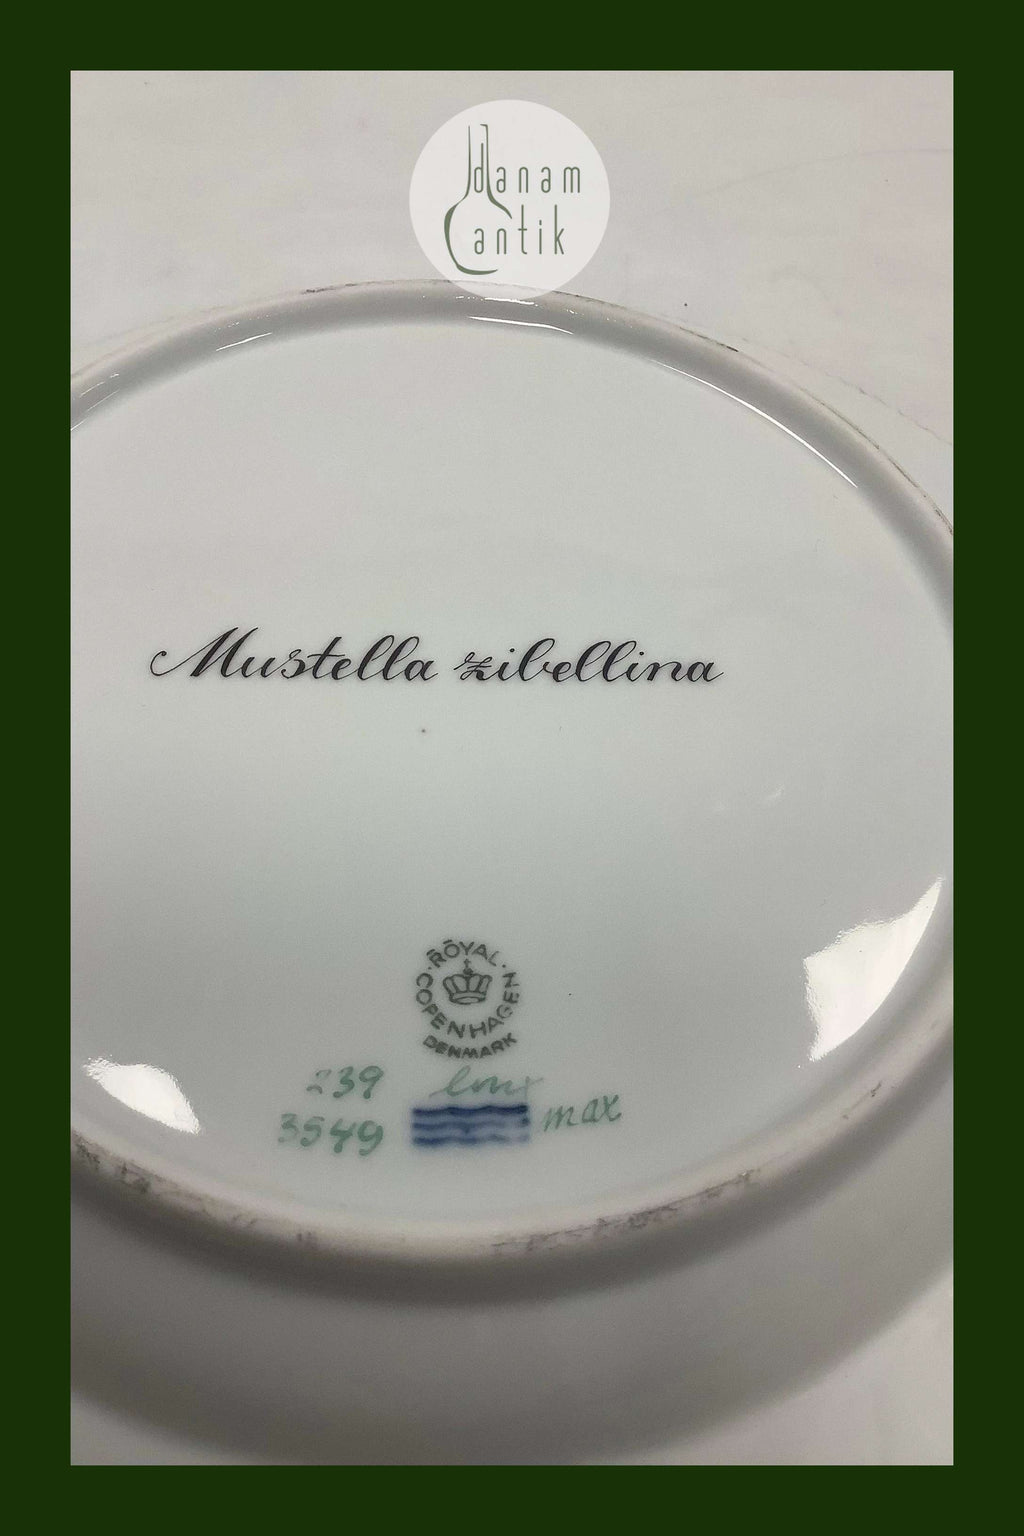 danam
antik
Mustella zibellina
ROYAL COPENHAGEN
DENMARK
239
3549
max